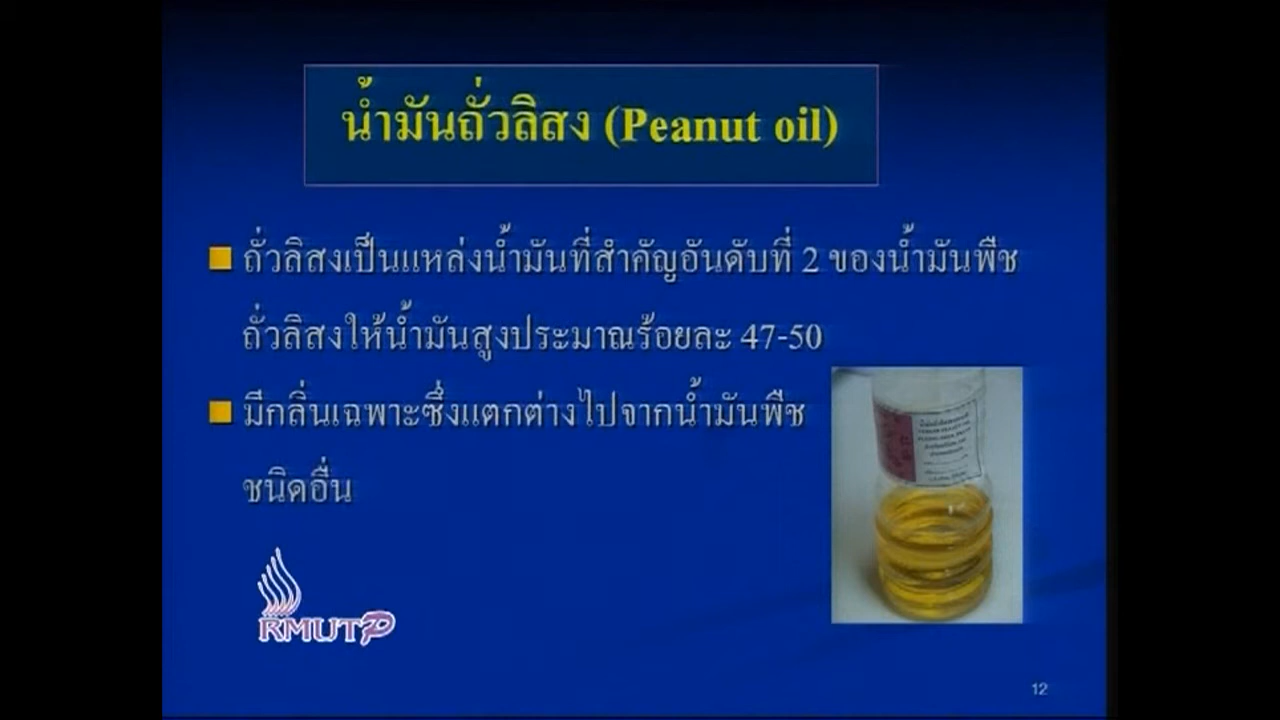 น้ำมันถั่วลิสง (Peanut oil)
ถั่วลิสงเป็นแหล่งน้ำมันที่สำคัญอันดับที่ 2 ของน้ำมันพืช
ถั่วลิสงให้น้ำมันสูงประมาณร้อยละ 47-50
มีกลิ่นเฉพาะซึ่งแตกต่างไปจากน้ำมันพืช
ชนิดอื่น
RMUTP
12